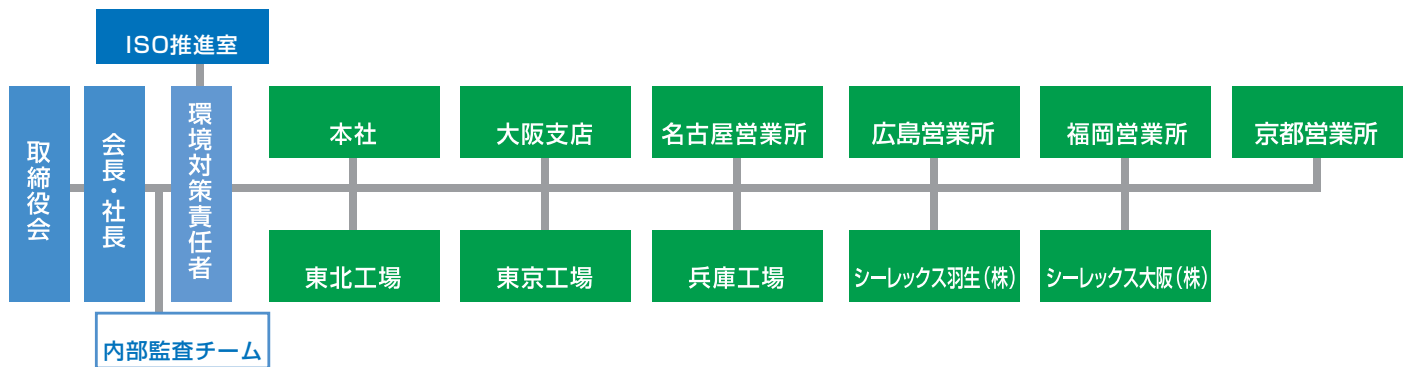 ISO推進室
取締役会
会長・社長
環境対策責任者
本社
大阪支店
名古屋営業所
広島営業所
福岡営業所
京都営業所
東北工場
東京工場
兵庫工場
シーレックス羽生(株)
シーレックス大阪(株)
内部監査チーム